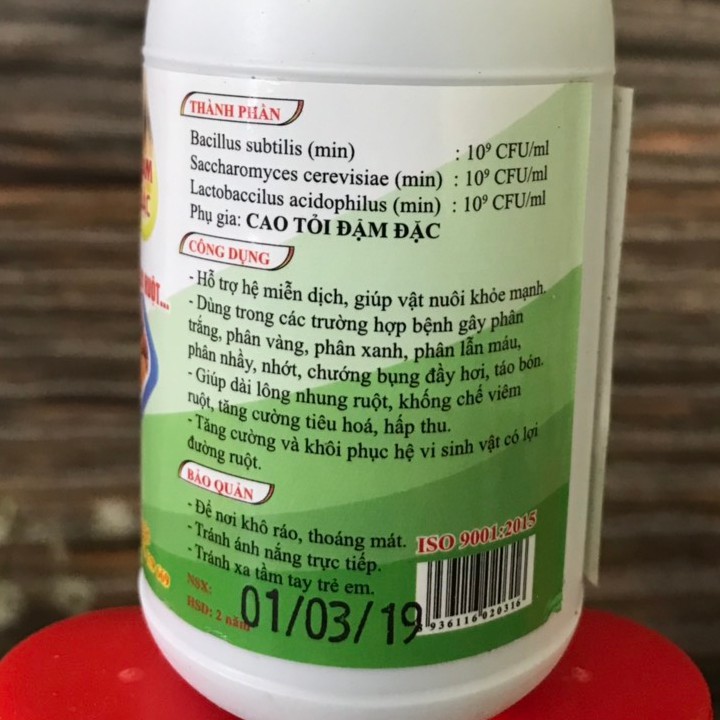 THÀNH PHẦN
Bacillus subtilis (min) : 10⁹ CFU/ml
Saccharomyces cerevisiae (min) : 10⁹ CFU/ml
Lactobaccilus acidophilus (min) : 10⁹ CFU/ml
Phụ gia: CAO TỎI ĐẬM ĐẶC
CÔNG DỤNG
- Hỗ trợ hệ miễn dịch, giúp vật nuôi khỏe mạnh.
- Dùng trong các trường hợp bệnh gây phân
trắng, phân vàng, phân xanh, phân lẫn máu,
phân nhầy, nhớt, chướng bụng đầy hơi, táo bón.
- Giúp dài lông nhung ruột, khống chế viêm
ruột, tăng cường tiêu hoá, hấp thu.
- Tăng cường và khôi phục hệ vi sinh vật có lợi
đường ruột.
BẢO QUẢN
- Để nơi khô ráo, thoáng mát.
- Tránh ánh nắng trực tiếp.
- Tránh xa tầm tay trẻ em.
ISO 9001:2015
NSX:
HSD: 2 năm
01/03/19
8936116020316